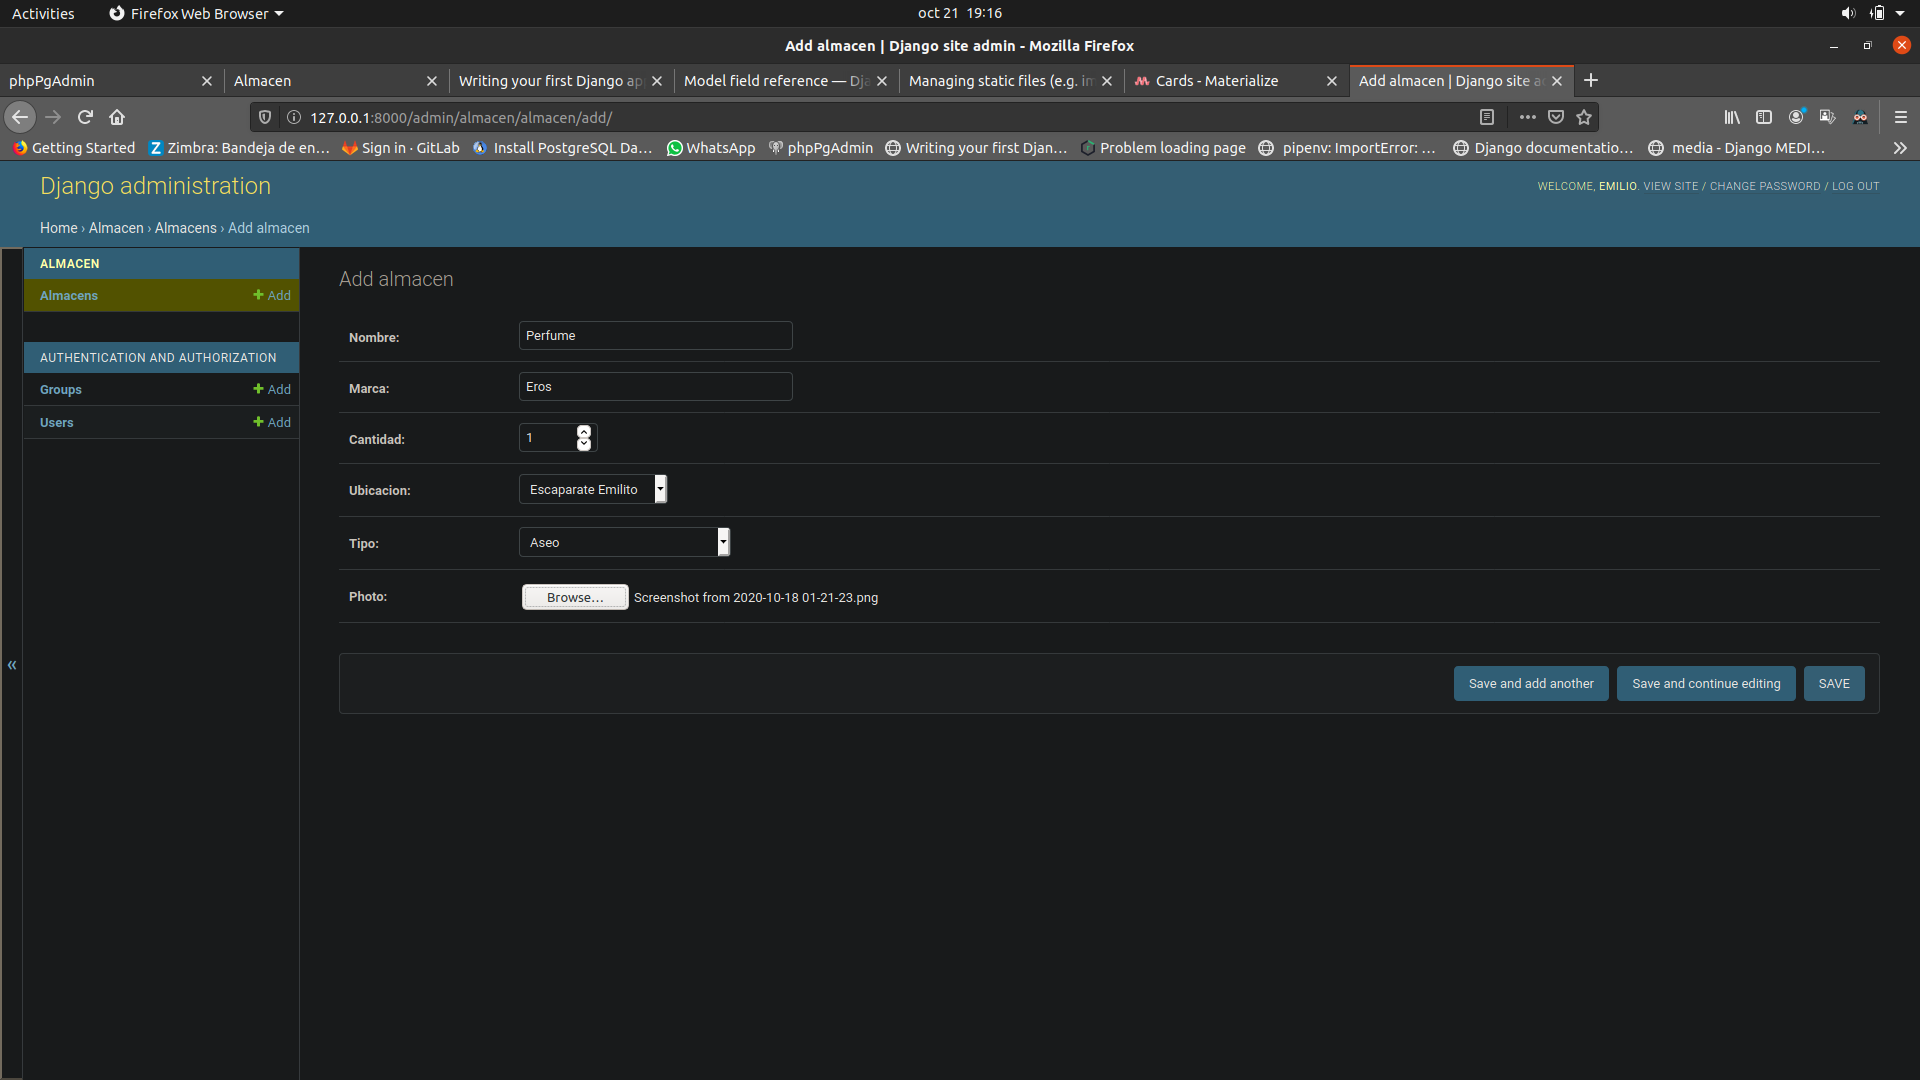 Activities Firefox Web Browser oct 21 19:16
Add almacen | Django site admin - Mozilla Firefox
phpPgAdmin Almacen Writing your first Django ap Model field reference — Dja Managing static files (e.g. im Cards - Materialize Add almacen | Django site a
127.0.0.1:8000/admin/almacen/almacen/add/
Getting Started Zimbra: Bandeja de en... Sign in · GitLab Install PostgreSQL Da... WhatsApp phpPgAdmin Writing your first Djan... Problem loading page pipenv: ImportError: ... Django documentatio... media - Django MEDI...
Django administration
WELCOME, EMILIO. VIEW SITE / CHANGE PASSWORD / LOG OUT
Home › Almacen › Almacens › Add almacen
ALMACEN
Almacens Add
AUTHENTICATION AND AUTHORIZATION
Groups Add
Users Add
Add almacen
Nombre: Perfume
Marca: Eros
Cantidad: 1
Ubicacion: Escaparate Emilito
Tipo: Aseo
Photo: Browse... Screenshot from 2020-10-18 01-21-23.png
Save and add another Save and continue editing SAVE
«